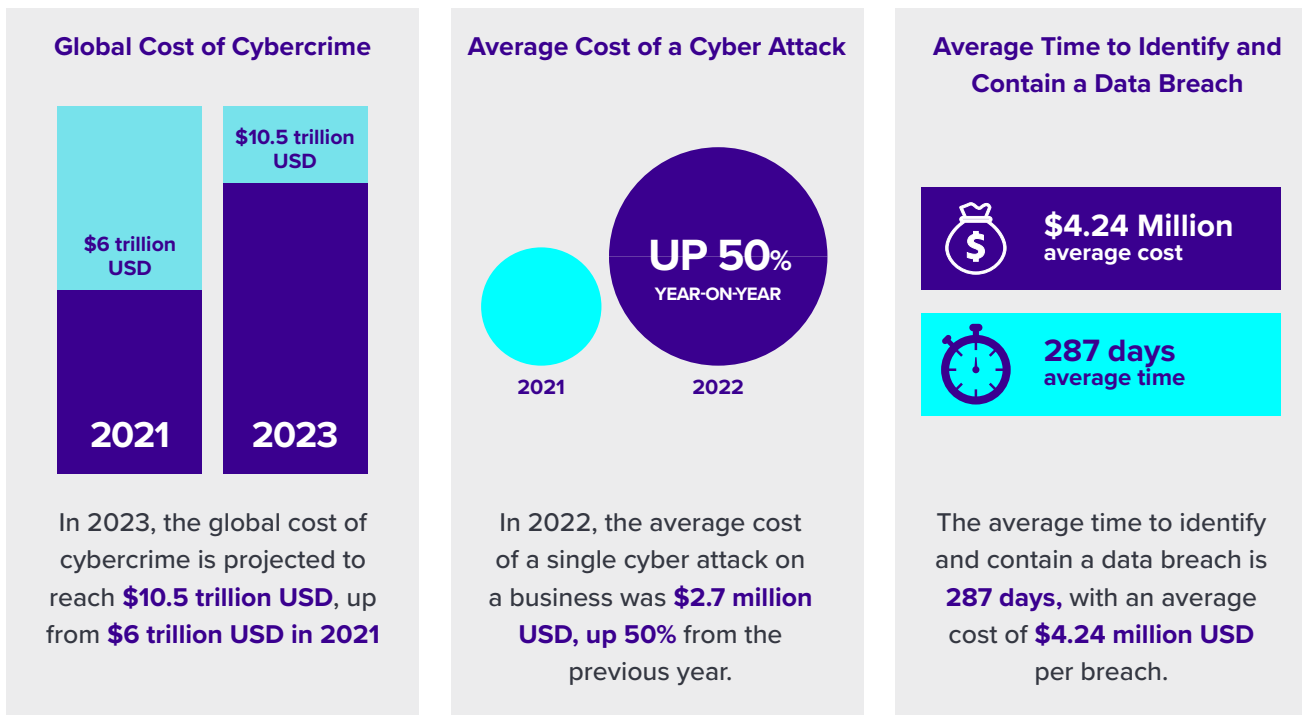 Global Cost of Cybercrime
$6 trillion
USD
2021
$10.5 trillion
USD
2023
In 2023, the global cost of
cybercrime is projected to
reach $10.5 trillion USD, up
from $6 trillion USD in 2021
Average Cost of a Cyber Attack
UP 50%
YEAR-ON-YEAR
2021
2022
In 2022, the average cost
of a single cyber attack on
a business was $2.7 million
USD, up 50% from the
previous year.
Average Time to Identify and
Contain a Data Breach
$
$4.24 Million
average cost
287 days
average time
The average time to identify
and contain a data breach is
287 days, with an average
cost of $4.24 million USD
per breach.